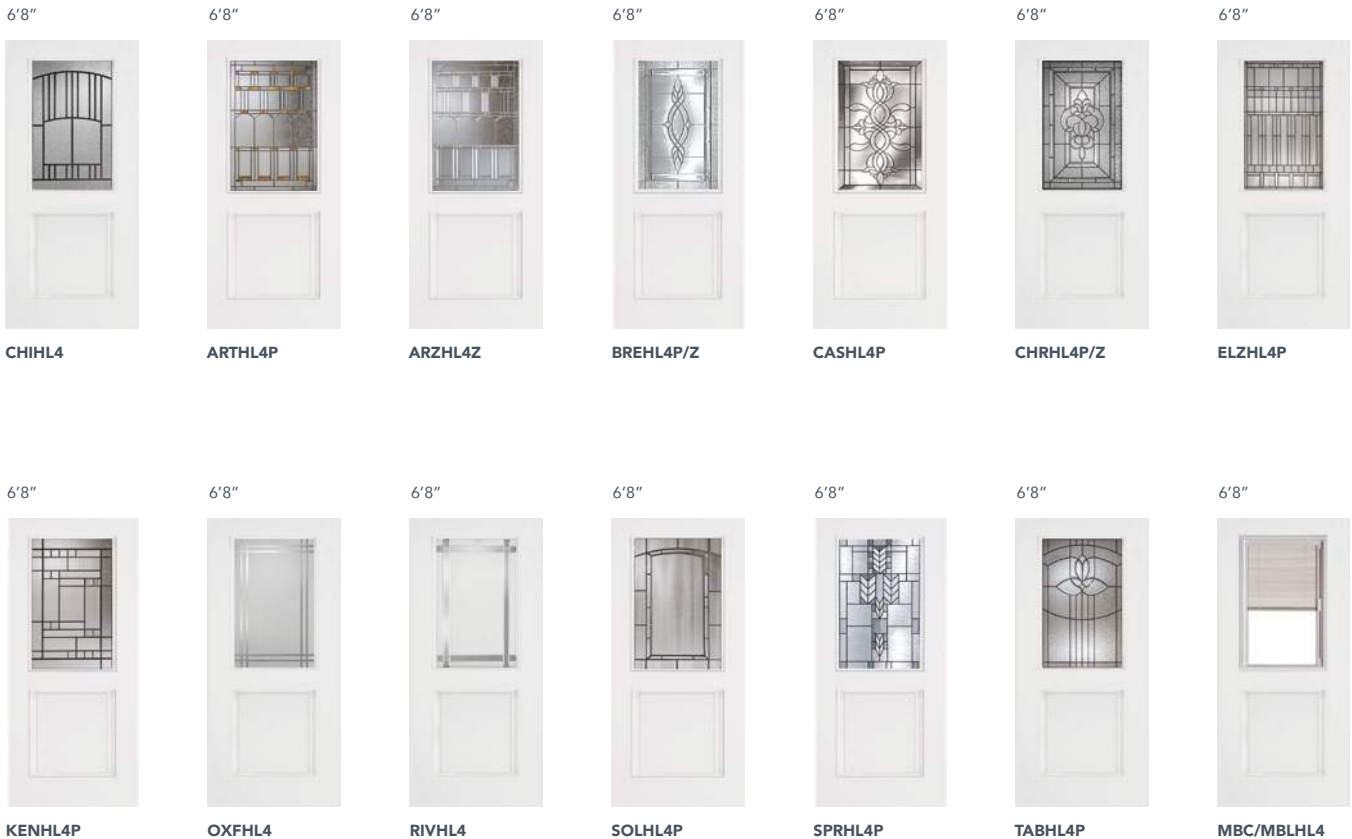 6’8” 6’8” 6’8” 6’8” 6’8” 6’8” 6’8”
CHIHL4 ARTHL4P ARZHL4Z BREHL4P/Z CASHL4P CHRHL4P/Z ELZHL4P
6’8” 6’8” 6’8” 6’8” 6’8” 6’8” 6’8”
KENHL4P OXFHL4 RIVHL4 SOLHL4P SPRHL4P TABHL4P MBC/MBLHL4